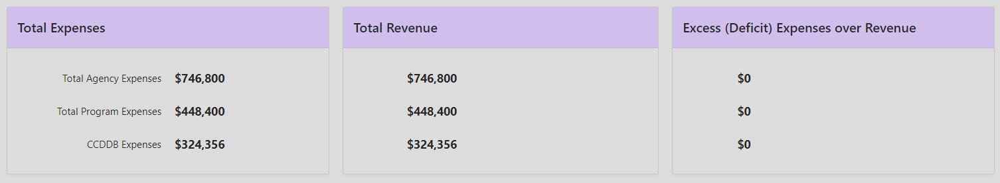 Total Expenses Total Revenue Excess (Deficit) Expenses over Revenue
Total Agency Expenses $746,800 $746,800 $0
Total Program Expenses $448,400 $448,400 $0
CCDDB Expenses $324,356 $324,356 $0